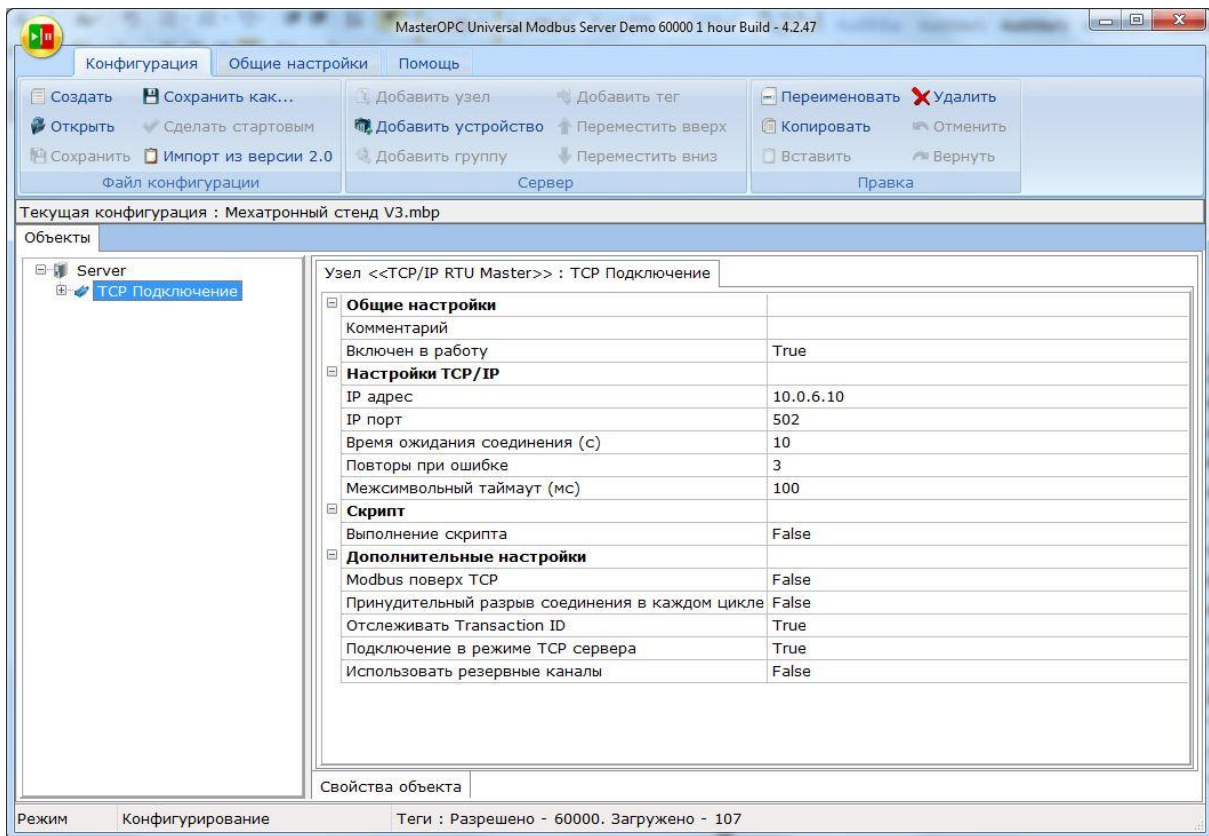 MasterOPC Universal Modbus Server Demo 60000 1 hour Build - 4.2.47
Конфигурация Общие настройки Помощь
Создать Сохранить как... Добавить узел Добавить тег Переименовать Удалить
Открыть Сделать стартовым Добавить устройство Переместить вверх Копировать Отменить
Сохранить Импорт из версии 2.0 Добавить группу Переместить вниз Вставить Вернуть
Файл конфигурации Сервер Правка
Текущая конфигурация : Мехатронный стенд V3.mbp
Объекты
Server
TCP Подключение
Узел <<TCP/IP RTU Master>> : TCP Подключение
Общие настройки
Комментарий
Включен в работу True
Настройки TCP/IP
IP адрес 10.0.6.10
IP порт 502
Время ожидания соединения (с) 10
Повторы при ошибке 3
Межсимвольный таймаут (мс) 100
Скрипт
Выполнение скрипта False
Дополнительные настройки
Modbus поверх TCP False
Принудительный разрыв соединения в каждом цикле False
Отслеживать Transaction ID True
Подключение в режиме TCP сервера True
Использовать резервные каналы False
Свойства объекта
Режим Конфигурирование Теги : Разрешено - 60000. Загружено - 107